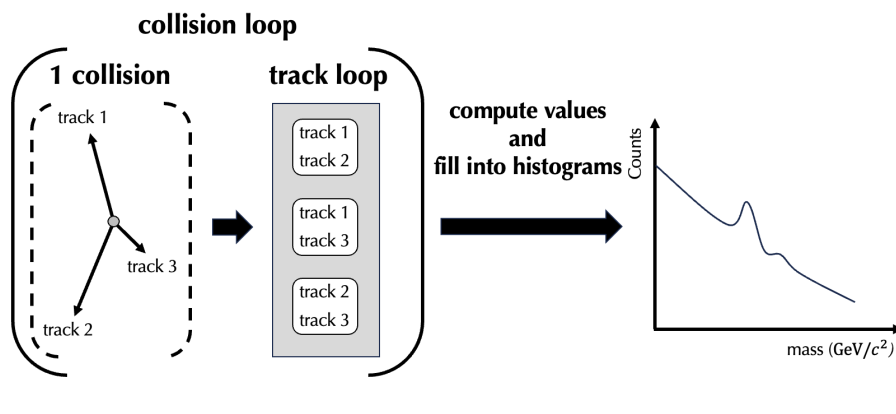 collision loop
1 collision
track loop
track 1
track 2
track 3
track 1
track 2
track 1
track 3
track 2
track 3
compute values
and
fill into histograms
Counts
mass (GeV/c²)